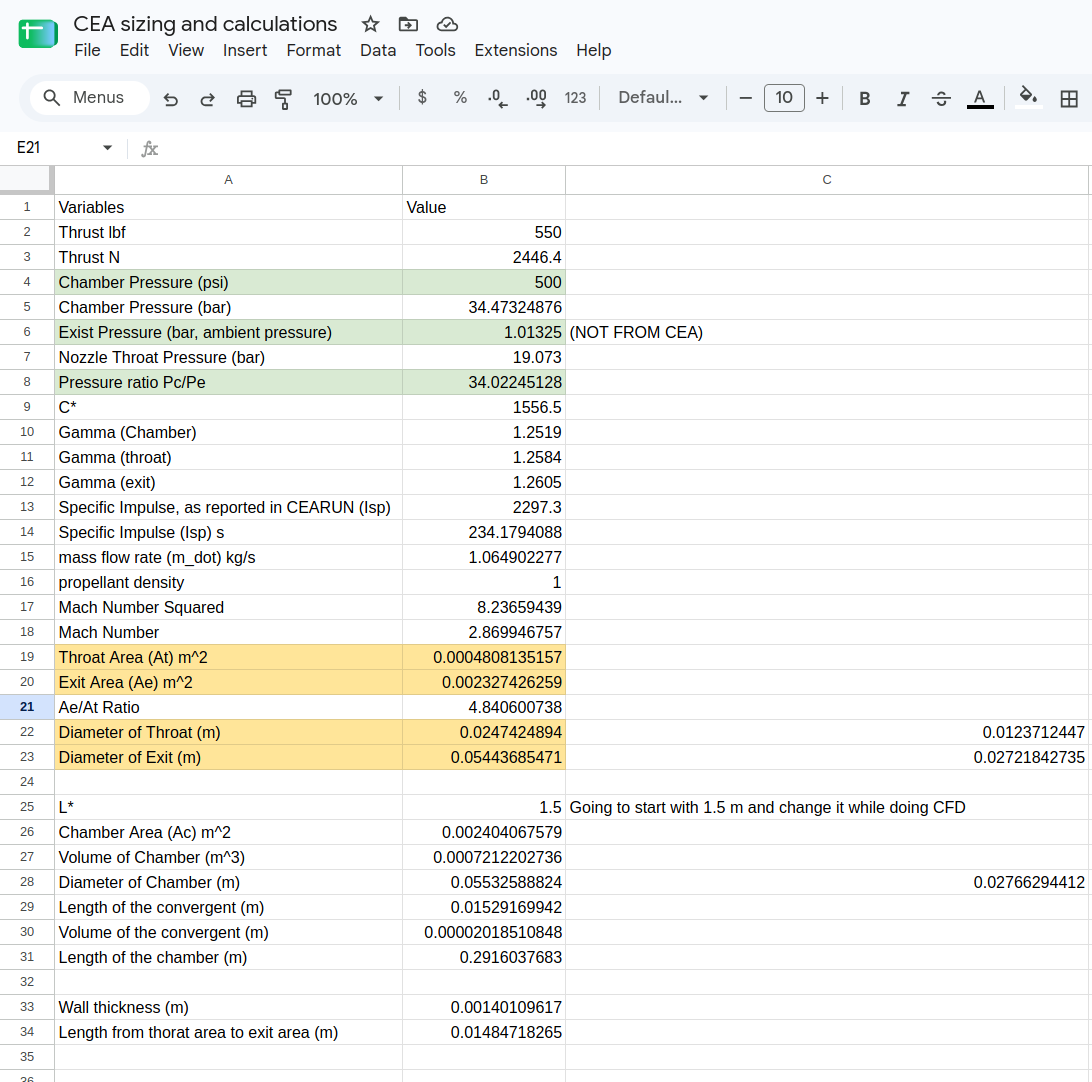 CEA sizing and calculations
File Edit View Insert Format Data Tools Extensions Help
Menus 100% $ % .0 .00 123 Defaul... − 10 + B I A
E21 fx
A B C
1 Variables Value
2 Thrust lbf 550
3 Thrust N 2446.4
4 Chamber Pressure (psi) 500
5 Chamber Pressure (bar) 34.47324876
6 Exist Pressure (bar, ambient pressure) 1.01325 (NOT FROM CEA)
7 Nozzle Throat Pressure (bar) 19.073
8 Pressure ratio Pc/Pe 34.02245128
9 C* 1556.5
10 Gamma (Chamber) 1.2519
11 Gamma (throat) 1.2584
12 Gamma (exit) 1.2605
13 Specific Impulse, as reported in CEARUN (Isp) 2297.3
14 Specific Impulse (Isp) s 234.1794088
15 mass flow rate (m_dot) kg/s 1.064902277
16 propellant density 1
17 Mach Number Squared 8.23659439
18 Mach Number 2.869946757
19 Throat Area (At) m^2 0.0004808135157
20 Exit Area (Ae) m^2 0.002327426259
21 Ae/At Ratio 4.840600738
22 Diameter of Throat (m) 0.0247424894 0.0123712447
23 Diameter of Exit (m) 0.05443685471 0.02721842735
24
25 L* 1.5 Going to start with 1.5 m and change it while doing CFD
26 Chamber Area (Ac) m^2 0.002404067579
27 Volume of Chamber (m^3) 0.0007212202736
28 Diameter of Chamber (m) 0.05532588824 0.02766294412
29 Length of the convergent (m) 0.01529169942
30 Volume of the convergent (m) 0.00002018510848
31 Length of the chamber (m) 0.2916037683
32
33 Wall thickness (m) 0.00140109617
34 Length from thorat area to exit area (m) 0.01484718265
35
36